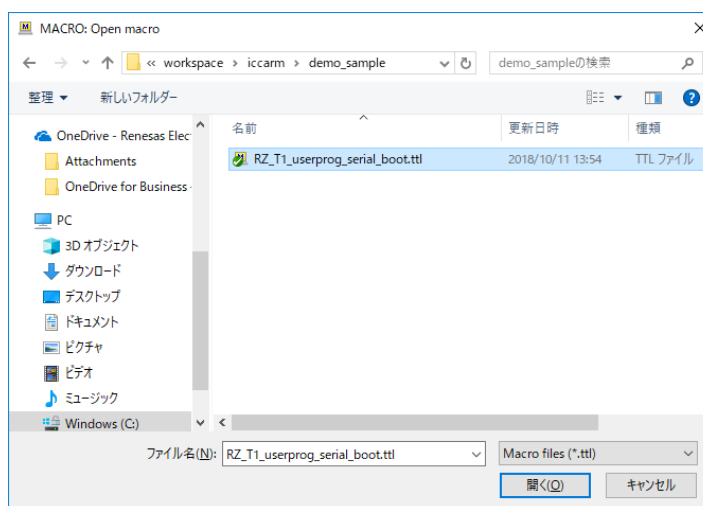 MACRO: Open macro
« workspace › iccarm › demo_sample
demo_sampleの検索
整理
新しいフォルダー
OneDrive - Renesas Elec
Attachments
OneDrive for Business -
PC
3D オブジェクト
ダウンロード
デスクトップ
ドキュメント
ピクチャ
ビデオ
ミュージック
Windows (C:)
名前 更新日時 種類
RZ_T1_userprog_serial_boot.ttl 2018/10/11 13:54 TTL ファイル
ファイル名(N): RZ_T1_userprog_serial_boot.ttl Macro files (*.ttl)
開く(O) キャンセル